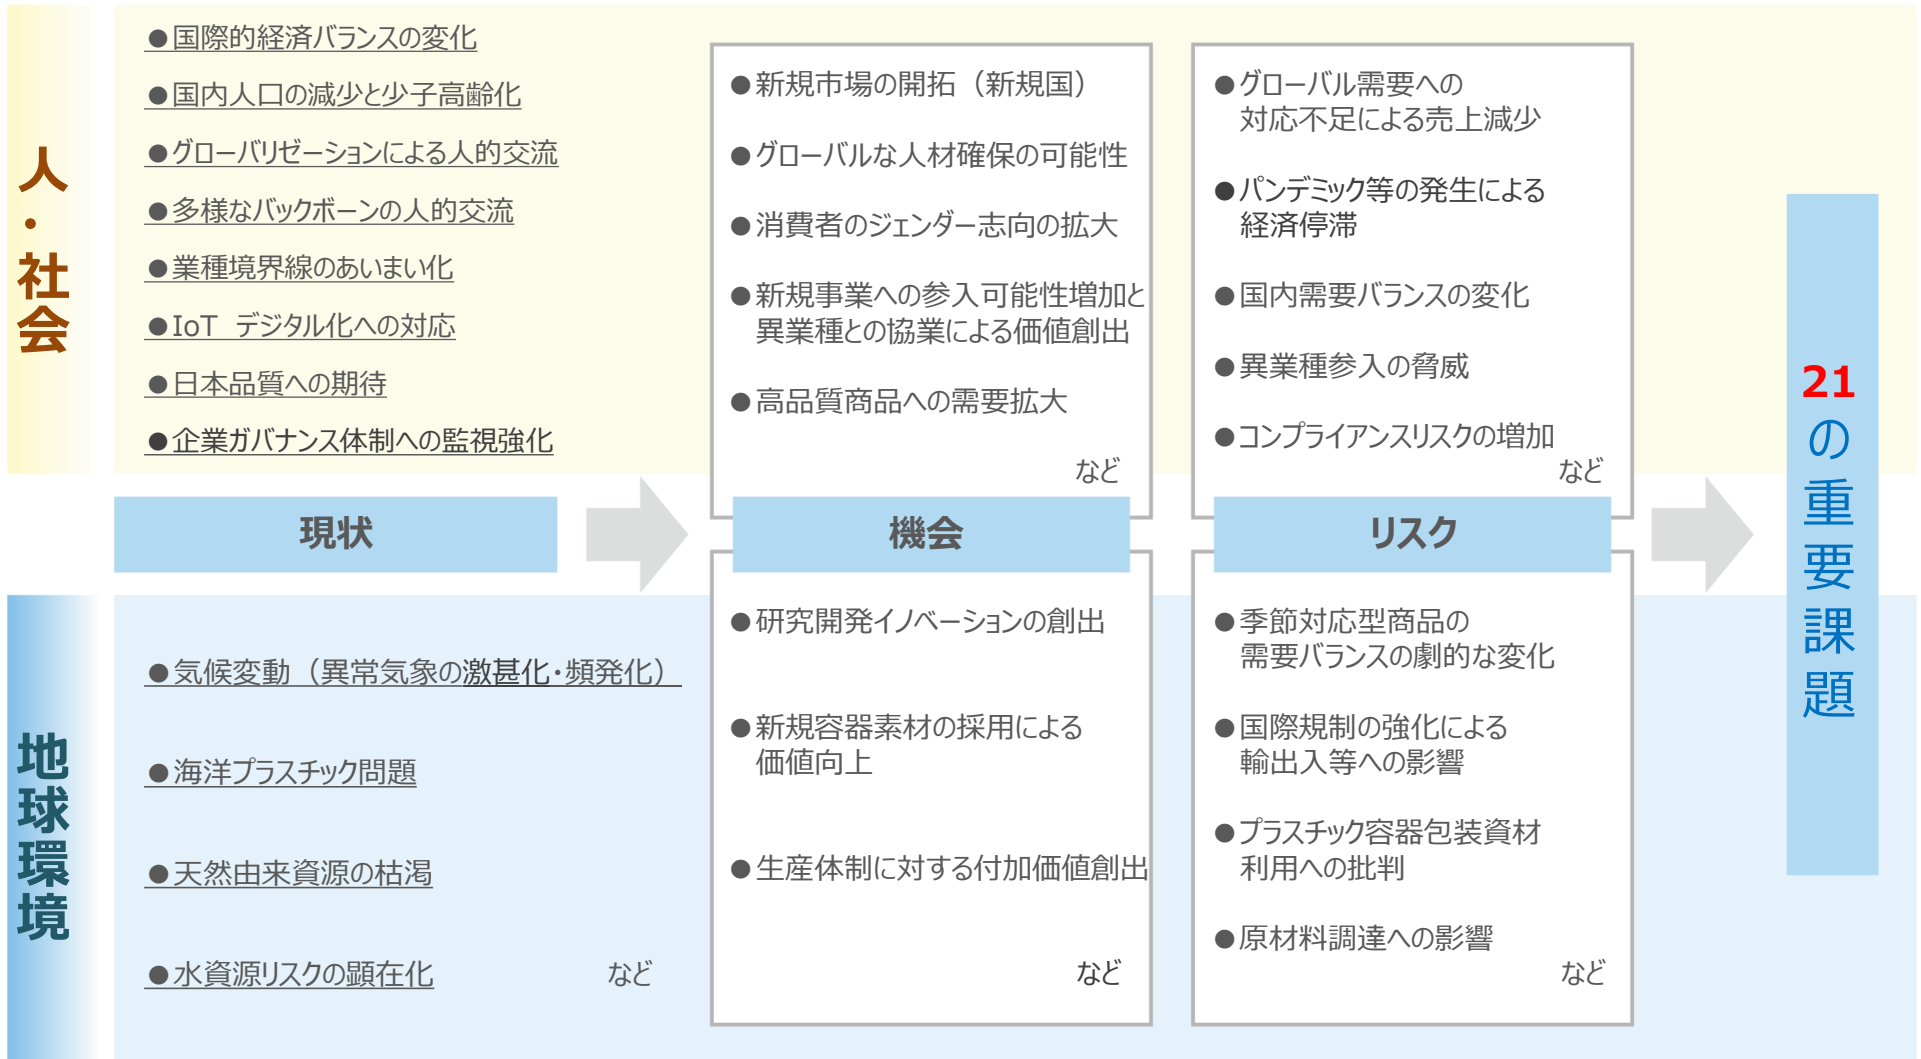 人・社会
●国際的経済バランスの変化
●国内人口の減少と少子高齢化
●グローバリゼーションによる人的交流
●多様なバックボーンの人的交流
●業種境界線のあいまい化
●IoT デジタル化への対応
●日本品質への期待
●企業ガバナンス体制への監視強化
●新規市場の開拓（新規国）
●グローバルな人材確保の可能性
●消費者のジェンダー志向の拡大
●新規事業への参入可能性増加と
異業種との協業による価値創出
●高品質商品への需要拡大
など
●グローバル需要への
対応不足による売上減少
●パンデミック等の発生による
経済停滞
●国内需要バランスの変化
●異業種参入の脅威
●コンプライアンスリスクの増加
など
現状
機会
リスク
地球環境
●気候変動（異常気象の激甚化・頻発化）
●海洋プラスチック問題
●天然由来資源の枯渇
●水資源リスクの顕在化 など
●研究開発イノベーションの創出
●新規容器素材の採用による
価値向上
●生産体制に対する付加価値創出
など
●季節対応型商品の
需要バランスの劇的な変化
●国際規制の強化による
輸出入等への影響
●プラスチック容器包装資材
利用への批判
●原材料調達への影響
など
21の重要課題